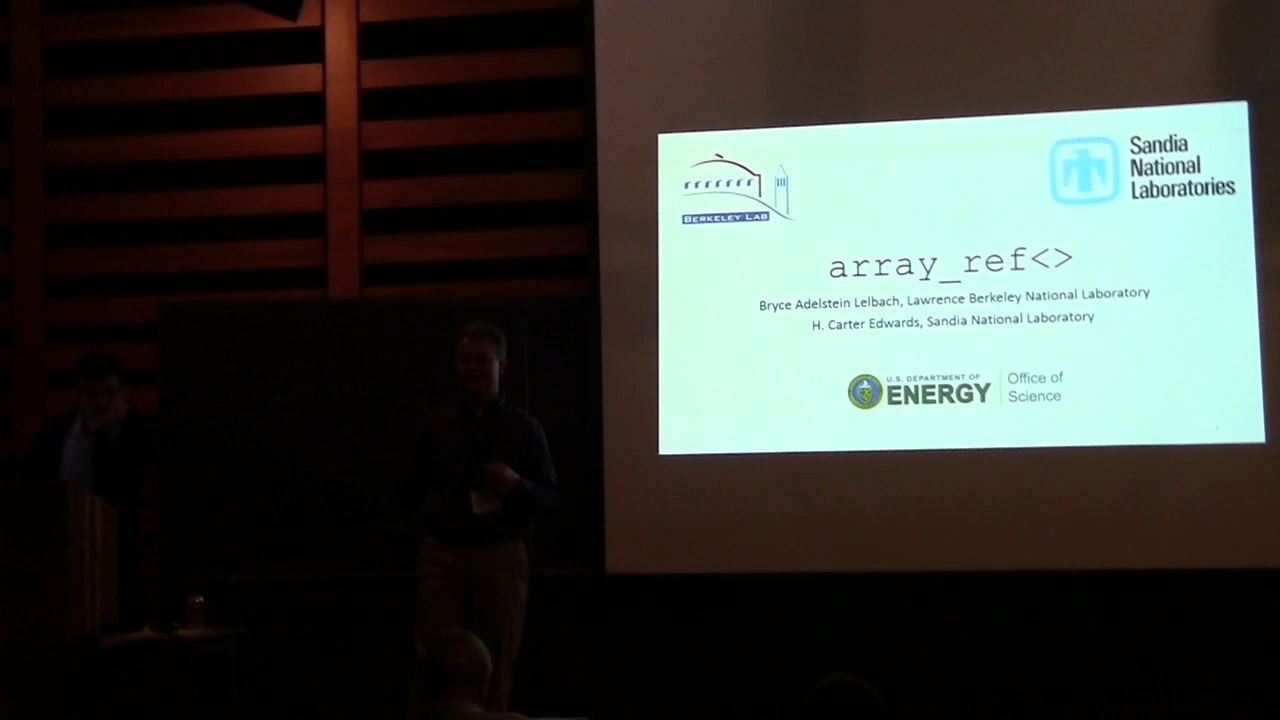 BERKELEY LAB
Sandia
National
Laboratories
array_ref<>
Bryce Adelstein Lelbach, Lawrence Berkeley National Laboratory
H. Carter Edwards, Sandia National Laboratory
U.S. DEPARTMENT OF
ENERGY
Office of
Science